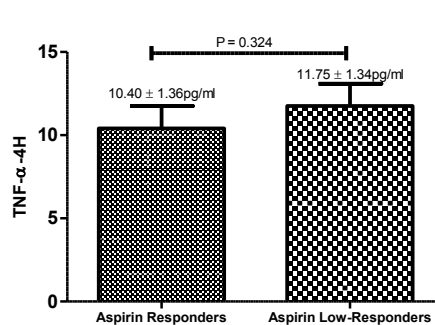 P = 0.324
11.75 ± 1.34pg/ml
10.40 ± 1.36pg/ml
TNF-α-4H
15
10
5
0
Aspirin Responders
Aspirin Low-Responders